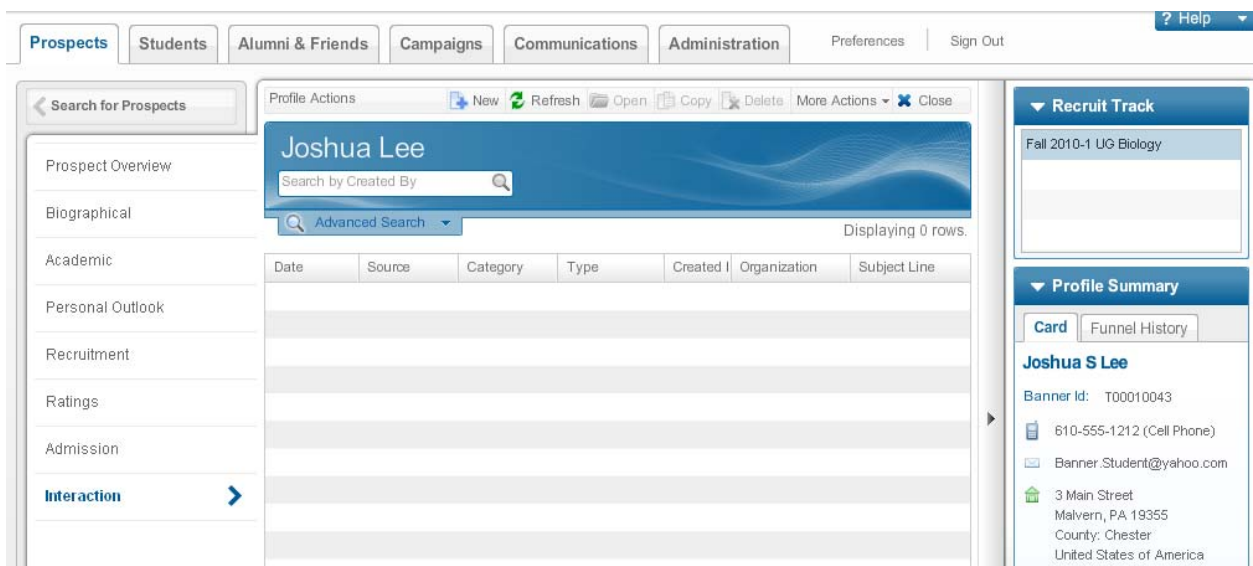 ? Help
Prospects Students Alumni & Friends Campaigns Communications Administration Preferences Sign Out
Search for Prospects
Prospect Overview
Biographical
Academic
Personal Outlook
Recruitment
Ratings
Admission
Interaction
Profile Actions New Refresh Open Copy Delete More Actions Close
Joshua Lee
Search by Created By
Advanced Search
Displaying 0 rows.
Date Source Category Type Created Organization Subject Line
Recruit Track
Fall 2010-1 UG Biology
Profile Summary
Card Funnel History
Joshua S Lee
Banner Id: T00010043
610-555-1212 (Cell Phone)
Banner.Student@yahoo.com
3 Main Street
Malvern, PA 19355
County: Chester
United States of America